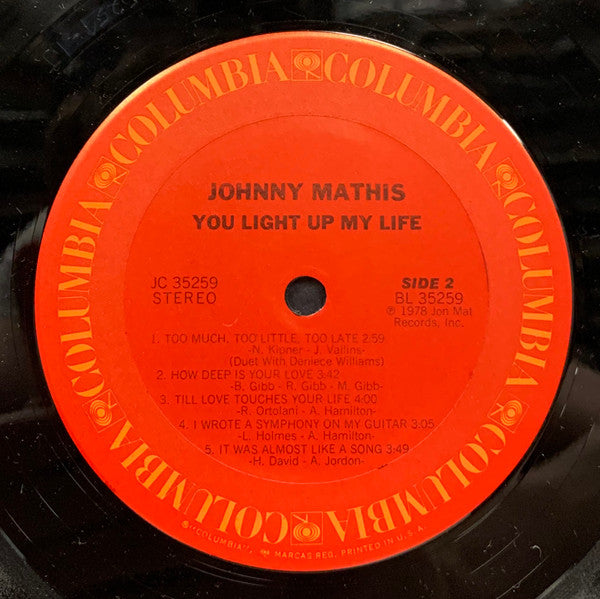 COLUMBIA COLUMBIA COLUMBIA COLUMBIA COLUMBIA COLUMBIA
JOHNNY MATHIS
YOU LIGHT UP MY LIFE
JC 35259
STEREO
SIDE 2
BL 35259
℗ 1978 Jon Mat
Records, Inc.
1. TOO MUCH, TOO LITTLE, TOO LATE 2:59
-N. Kipner - J. Vallins-
(Duet With Deniece Williams)
2. HOW DEEP IS YOUR LOVE 3:42
-B. Gibb - R. Gibb - M. Gibb-
3. TILL LOVE TOUCHES YOUR LIFE 4:00
-R. Ortolani - A. Hamilton-
4. I WROTE A SYMPHONY ON MY GUITAR 3:05
-L. Holmes - A. Hamilton-
5. IT WAS ALMOST LIKE A SONG 3:49
-H. David - A. Jordon-
"COLUMBIA", MARCAS REG. PRINTED IN U.S.A.